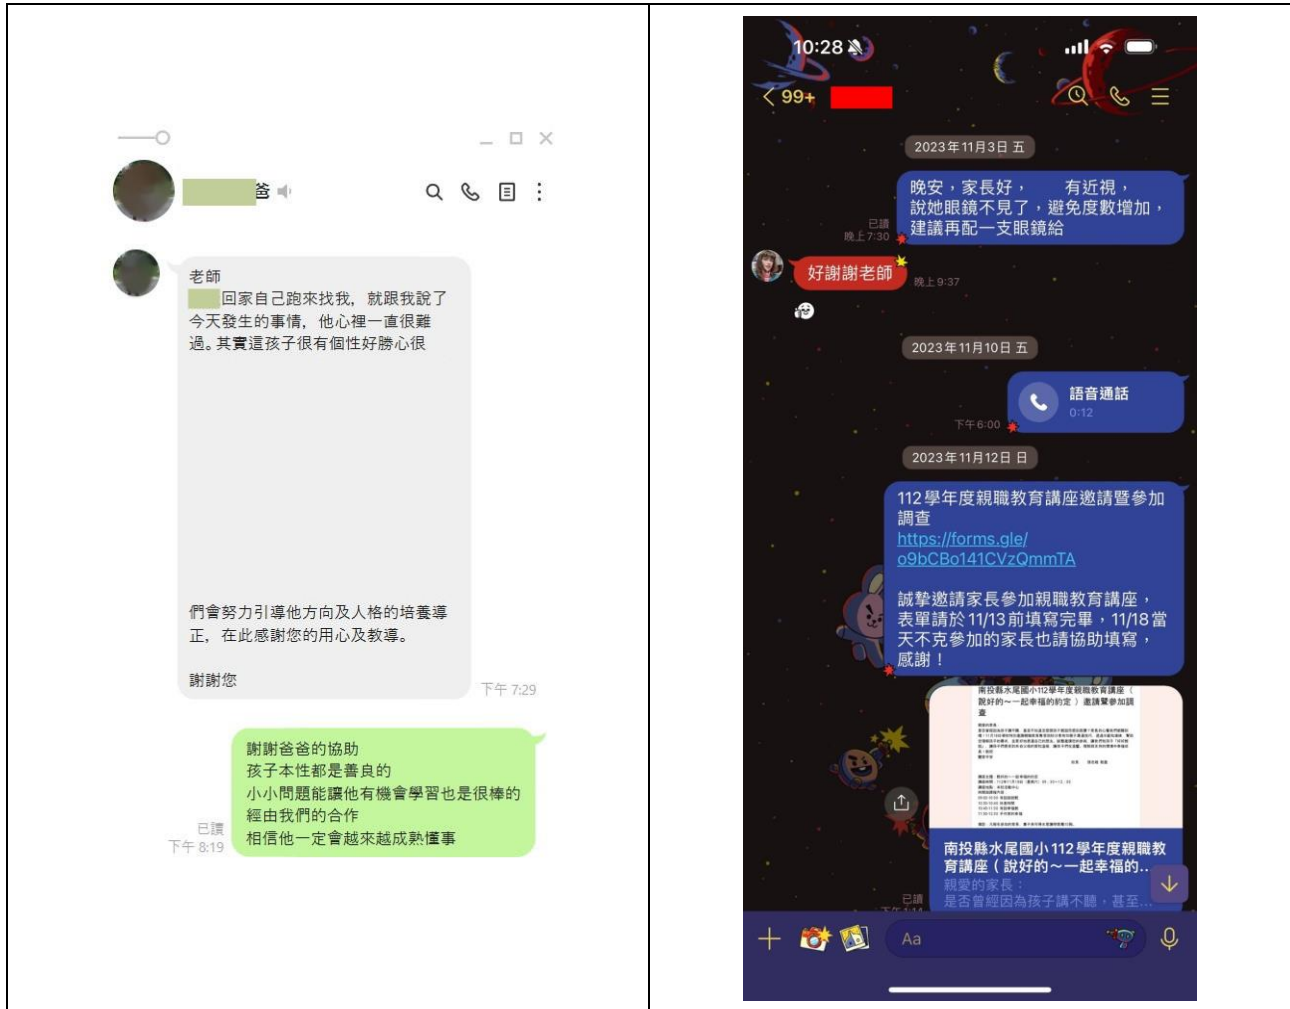 爸
老師
回家自己跑來找我，就跟我說了
今天發生的事情，他心裡一直很難
過。其實這孩子很有個性好勝心很
們會努力引導他方向及人格的培養導
正，在此感謝您的用心及教導。
謝謝您
下午 7:29
謝謝爸爸的協助
孩子本性都是善良的
小小問題能讓他有機會學習也是很棒的
經由我們的合作
相信他一定會越來越成熟懂事
已讀
下午 8:19
10:28
99+
2023年11月3日 五
晚安，家長好， 有近視，
說她眼鏡不見了，避免度數增加，
建議再配一支眼鏡給
已讀
晚上 7:30
好謝謝老師
晚上 9:37
2023年11月10日 五
語音通話
0:12
下午 6:00
2023年11月12日 日
112學年度親職教育講座邀請暨參加
調查
https://forms.gle/
o9bCBo141CVzQmmTA
誠摯邀請家長參加親職教育講座，
表單請於11/13前填寫完畢，11/18當
天不克參加的家長也請協助填寫，
感謝！
南投縣水尾國小112學年度親職教育講座（
說好的～一起幸福的約定 ）邀請暨參加調
查
南投縣水尾國小112學年度親職教
育講座（說好的～一起幸福的...
親愛的家長：
是否曾經因為孩子講不聽，甚至...
已讀
Aa